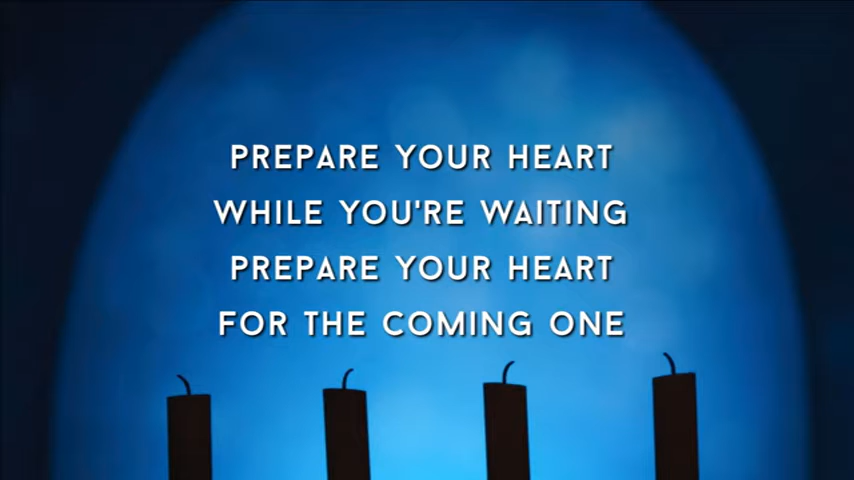 PREPARE YOUR HEART
WHILE YOU'RE WAITING
PREPARE YOUR HEART
FOR THE COMING ONE